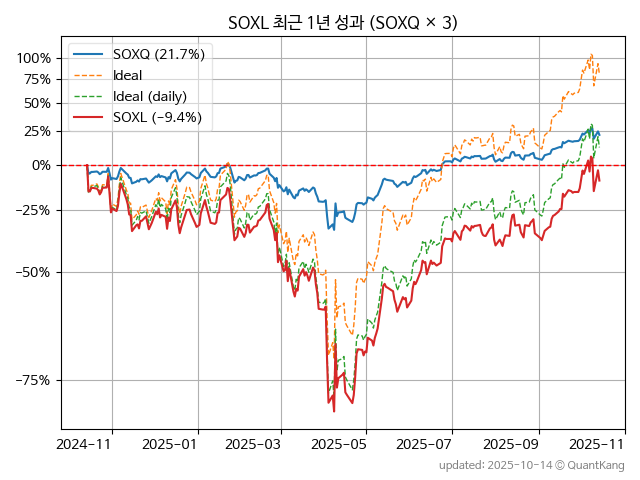 SOXL 최근 1년 성과 (SOXQ × 3)
SOXQ (21.7%)
Ideal
Ideal (daily)
SOXL (−9.4%)
100%
75%
50%
25%
0%
−25%
−50%
−75%
2024-11
2025-01
2025-03
2025-05
2025-07
2025-09
2025-11
updated: 2025-10-14 © QuantKang